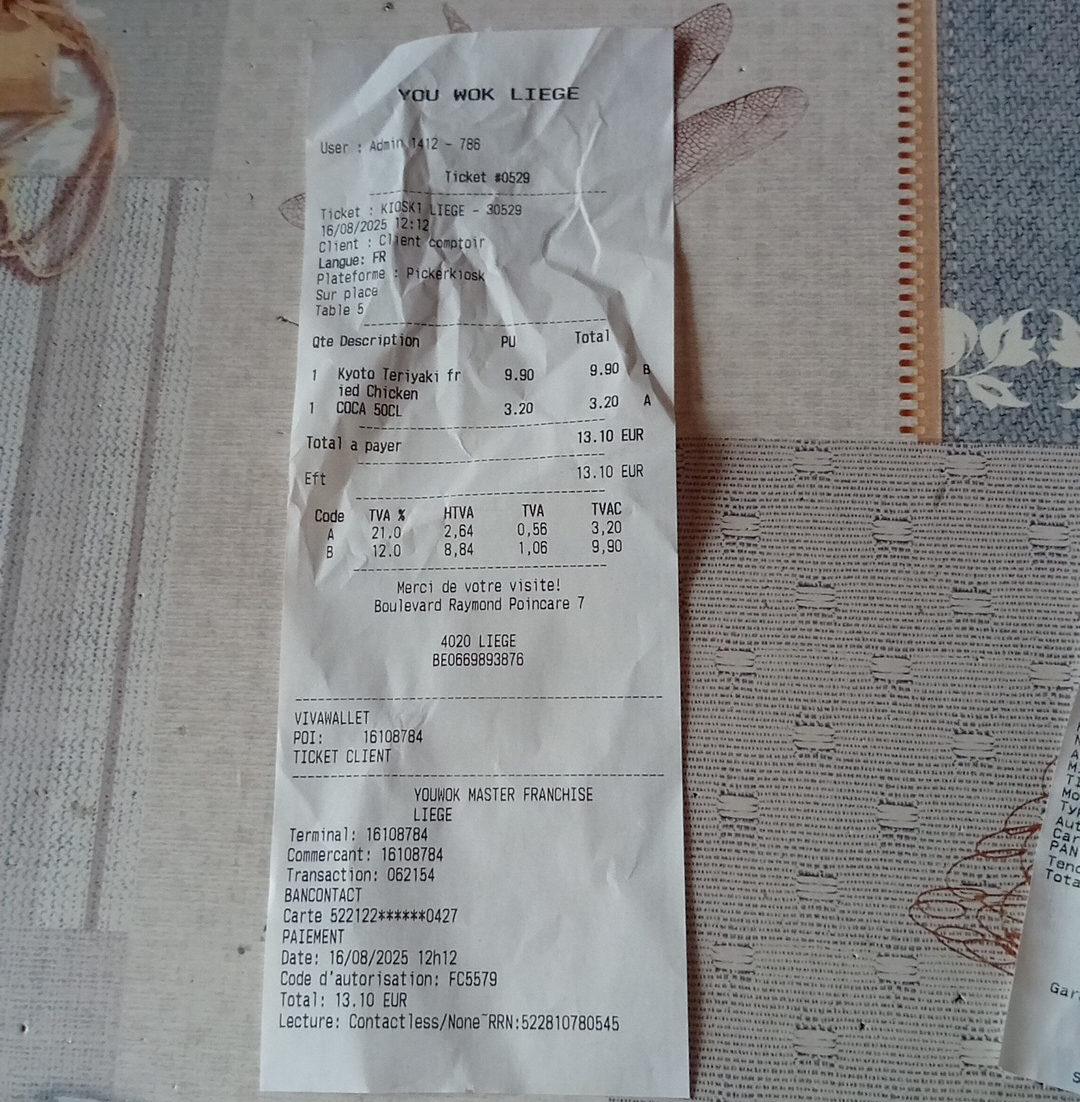 YOU WOK LIEGE
User : Admin 1412 - 786
Ticket #0529
Ticket : KIOSK1 LIEGE - 30529
16/08/2025 12:12
Client : Client comptoir
Langue: FR
Plateforme : Pickerkiosk
Sur place
Table 5
Qte Description PU Total
1 Kyoto Teriyaki fr 9.90 9.90 B
ied Chicken
1 COCA 50CL 3.20 3.20 A
Total a payer 13.10 EUR
Eft 13.10 EUR
Code TVA % HTVA TVA TVAC
A 21.0 2,64 0,56 3,20
B 12.0 8,84 1,06 9,90
Merci de votre visite!
Boulevard Raymond Poincare 7
4020 LIEGE
BE0669893876
VIVAWALLET
POI: 16108784
TICKET CLIENT
YOUWOK MASTER FRANCHISE
LIEGE
Terminal: 16108784
Commercant: 16108784
Transaction: 062154
BANCONTACT
Carte 522122******0427
PAIEMENT
Date: 16/08/2025 12h12
Code d'autorisation: FC5579
Total: 13.10 EUR
Lecture: Contactless/None~RRN:522810780545